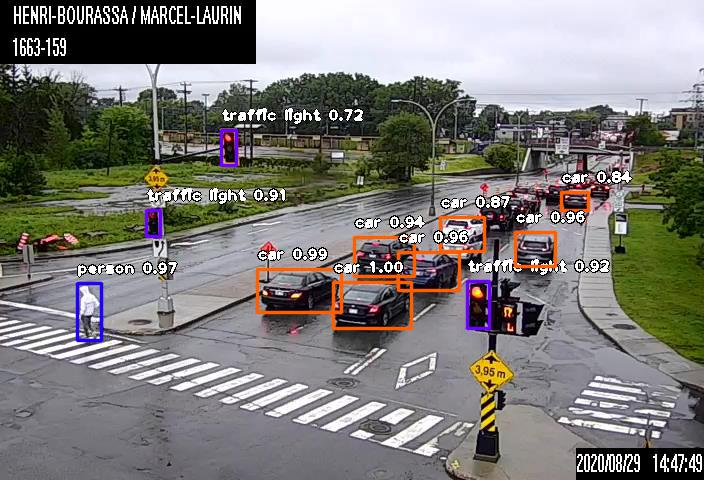 HENRI-BOURASSA / MARCEL-LAURIN
1663-159
traffic light 0.72
car 0.84
traffic light 0.91
car 0.87
car 0.96
car 0.94
car 0.96
car 0.99
car 1.00
traffic light 0.92
person 0.97
3,95 m
3,95 m
2020/08/29 14:47:49